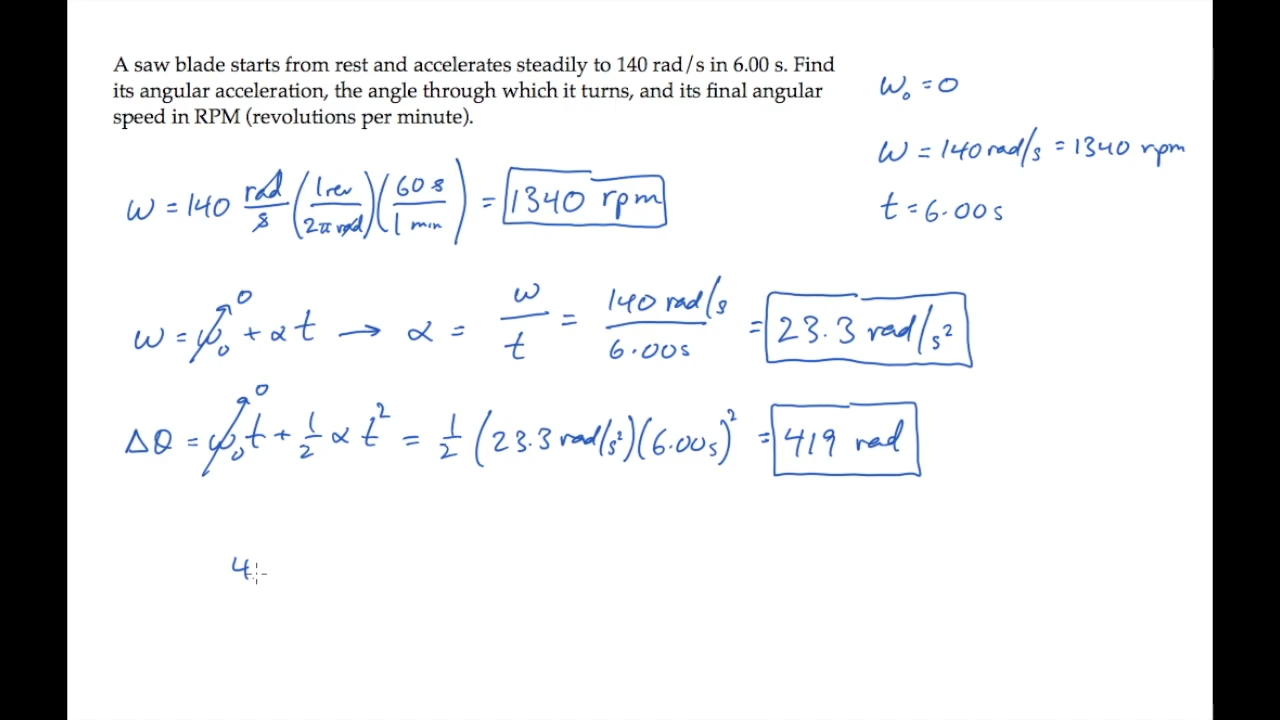 A saw blade starts from rest and accelerates steadily to 140 rad/s in 6.00 s. Find
its angular acceleration, the angle through which it turns, and its final angular
speed in RPM (revolutions per minute).
ω₀ = 0
ω = 140 rad/s = 1340 rpm
t = 6.00 s
ω = 140 rad/s (1 rev/2π rad)(60 s/1 min) = 1340 rpm
ω = ω₀⁰ + αt → α = ω/t = 140 rad/s / 6.00 s = 23.3 rad/s²
Δθ = ω₀⁰t + 1/2 αt² = 1/2 (23.3 rad/s²)(6.00 s)² = 419 rad
4